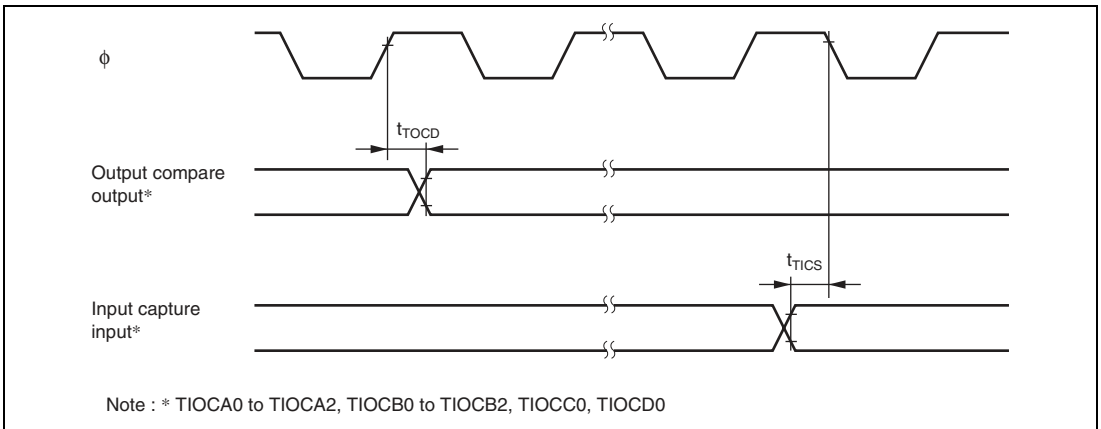 ϕ
tTOCD
Output compare
output*
tTICS
Input capture
input*
Note : * TIOCA0 to TIOCA2, TIOCB0 to TIOCB2, TIOCC0, TIOCD0